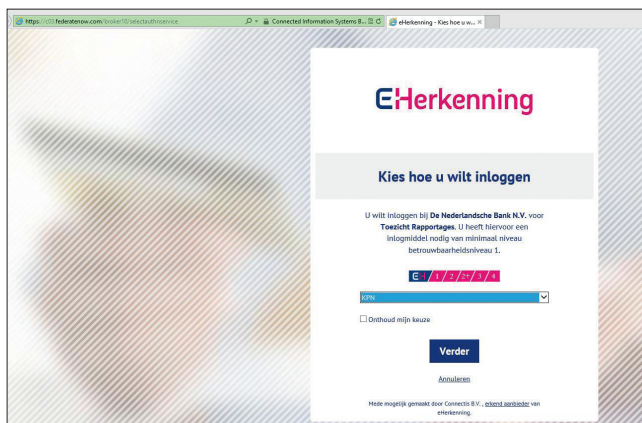 https://c03.federatenow.com/broker10/selectauthnservice
Connected Information Systems B...
eHerkenning - Kies hoe u w...
EHerkenning
Kies hoe u wilt inloggen
U wilt inloggen bij De Nederlandsche Bank N.V. voor
Toezicht Rapportages. U heeft hiervoor een
inlogmiddel nodig van minimaal niveau
betrouwbaarheidsniveau 1.
EH 1 / 2 / 2+ / 3 / 4
KPN
Onthoud mijn keuze
Verder
Annuleren
Mede mogelijk gemaakt door Connectis B.V. , erkend aanbieder van
eHerkenning.